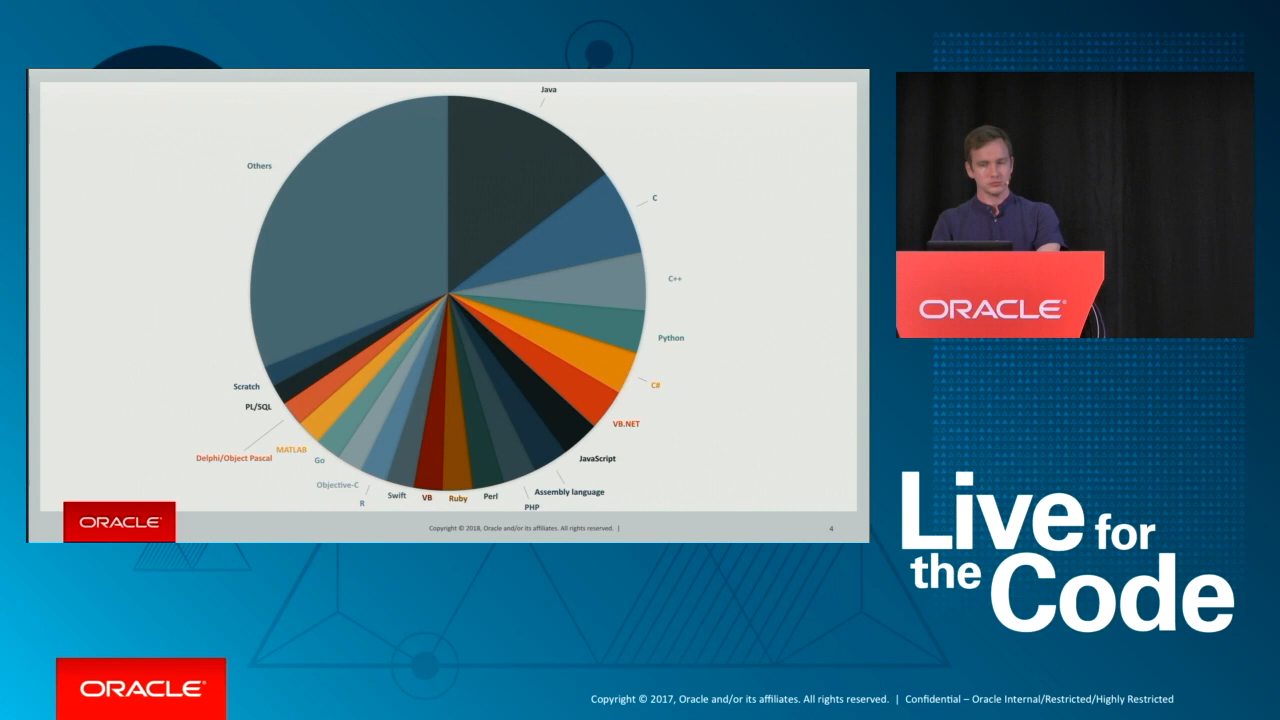 Java
Others
C
C++
Python
C#
Scratch
PL/SQL
VB.NET
MATLAB
Delphi/Object Pascal
Go
JavaScript
Objective-C
R
Swift
VB
Ruby
Perl
Assembly language
PHP
ORACLE
Copyright © 2018, Oracle and/or its affiliates. All rights reserved. |
4
ORACLE
Live for
the Code
ORACLE
Copyright © 2017, Oracle and/or its affiliates. All rights reserved. | Confidential – Oracle Internal/Restricted/Highly Restricted